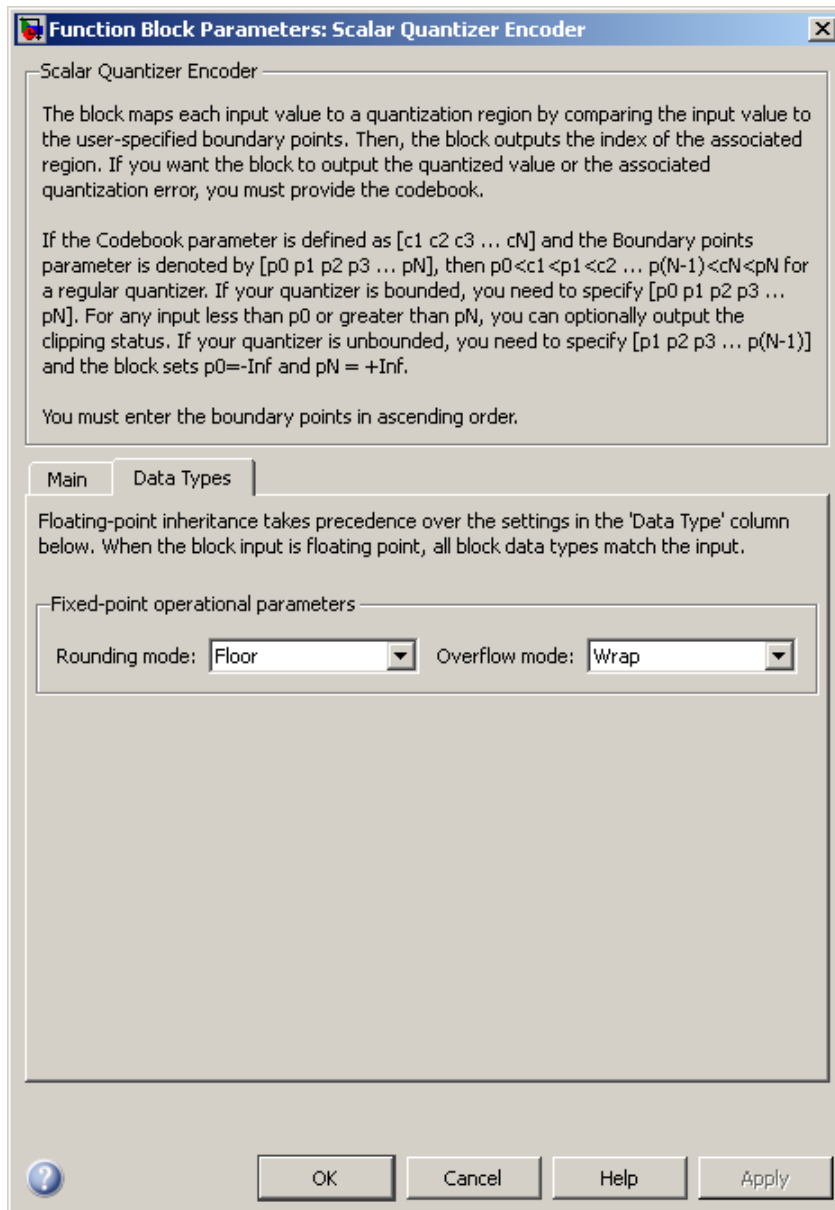 Function Block Parameters: Scalar Quantizer Encoder
Scalar Quantizer Encoder
The block maps each input value to a quantization region by comparing the input value to
the user-specified boundary points. Then, the block outputs the index of the associated
region. If you want the block to output the quantized value or the associated
quantization error, you must provide the codebook.
If the Codebook parameter is defined as [c1 c2 c3 ... cN] and the Boundary points
parameter is denoted by [p0 p1 p2 p3 ... pN], then p0<c1<p1<c2 ... p(N-1)<cN<pN for
a regular quantizer. If your quantizer is bounded, you need to specify [p0 p1 p2 p3 ...
pN]. For any input less than p0 or greater than pN, you can optionally output the
clipping status. If your quantizer is unbounded, you need to specify [p1 p2 p3 ... p(N-1)]
and the block sets p0=-Inf and pN = +Inf.
You must enter the boundary points in ascending order.
Main Data Types
Floating-point inheritance takes precedence over the settings in the 'Data Type' column
below. When the block input is floating point, all block data types match the input.
Fixed-point operational parameters
Rounding mode: Floor Overflow mode: Wrap
? OK Cancel Help Apply